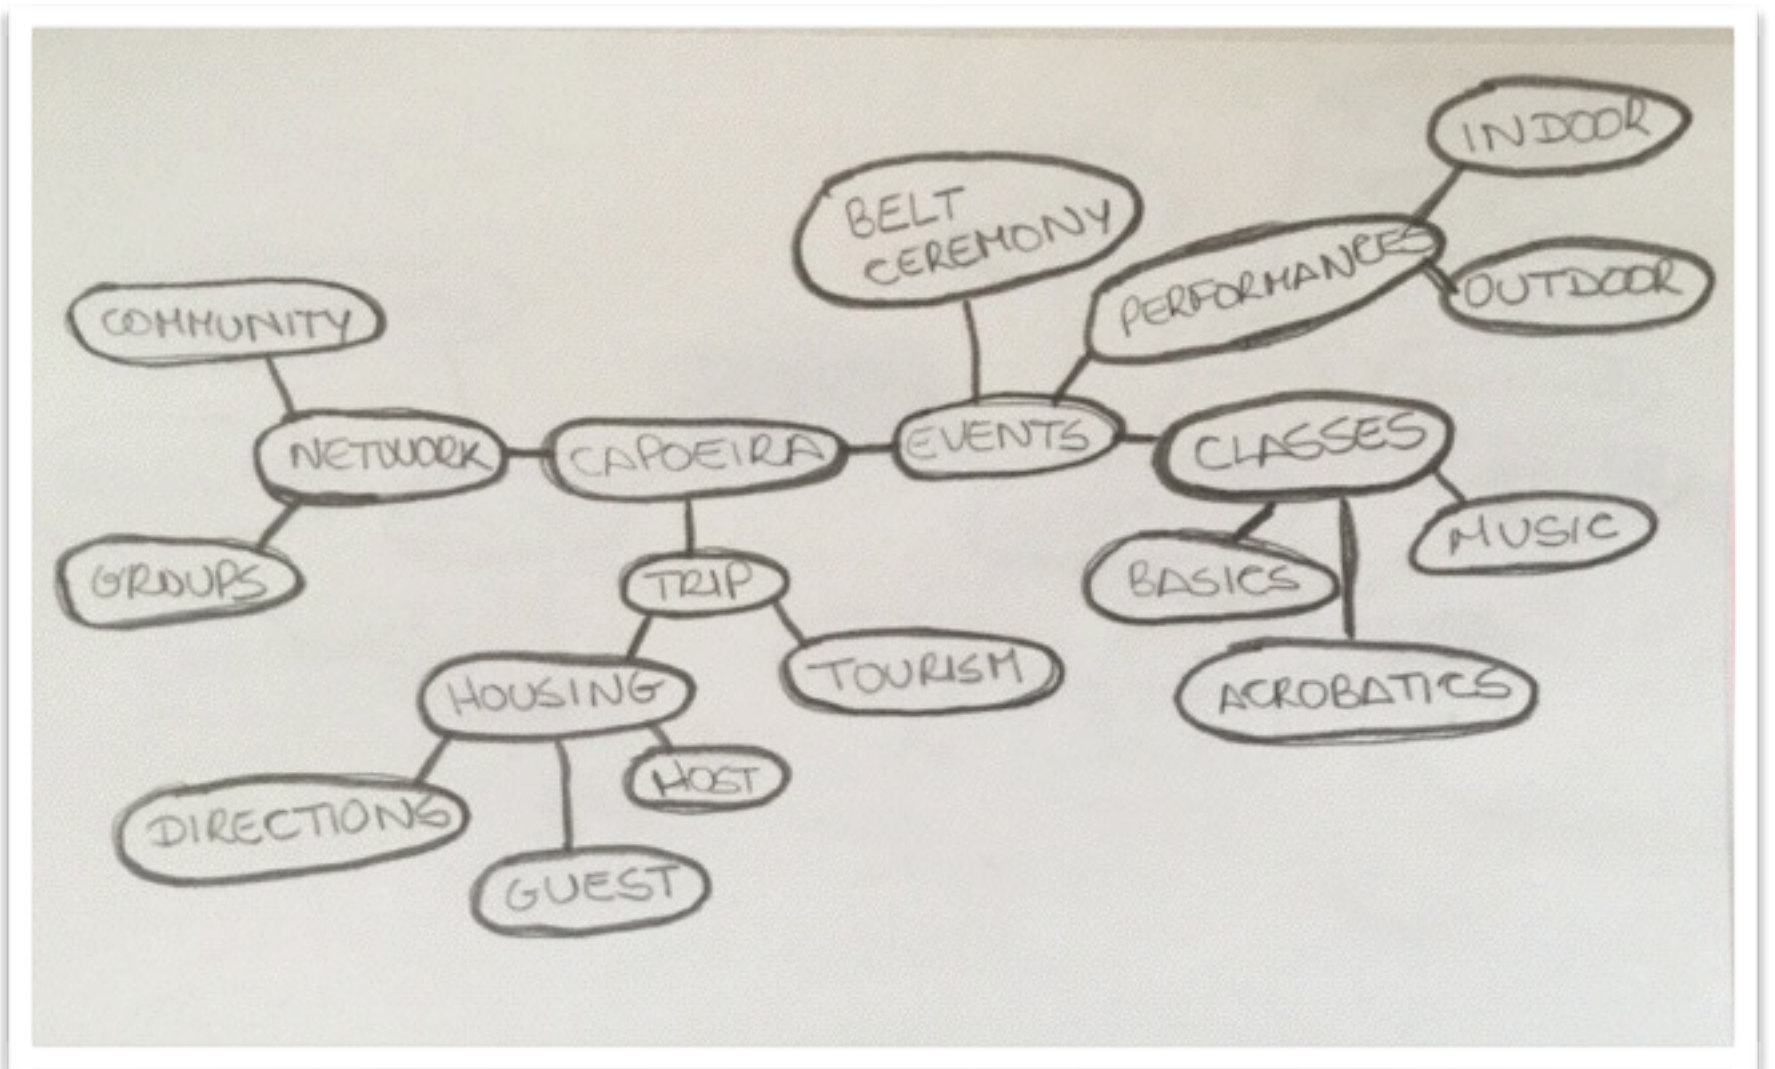 INDOOR
BELT
CEREMONY
PERFORMANCES
OUTDOOR
COMMUNITY
NETWORK
CAPOEIRA
EVENTS
CLASSES
MUSIC
GROUPS
TRIP
BASICS
HOUSING
TOURISM
ACROBATICS
HOST
DIRECTIONS
GUEST